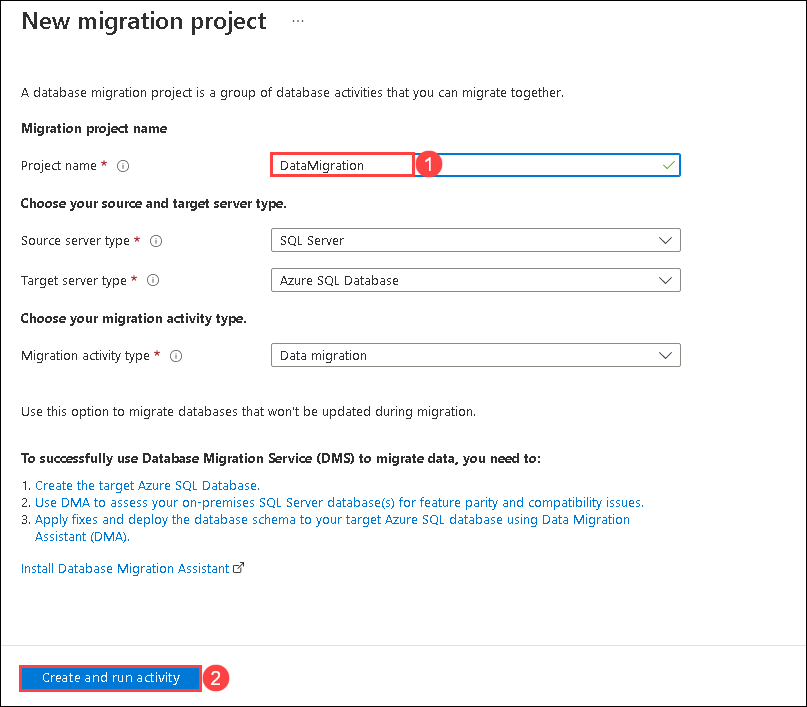 New migration project ...
A database migration project is a group of database activities that you can migrate together.
Migration project name
Project name * DataMigration 1
Choose your source and target server type.
Source server type * SQL Server
Target server type * Azure SQL Database
Choose your migration activity type.
Migration activity type * Data migration
Use this option to migrate databases that won't be updated during migration.
To successfully use Database Migration Service (DMS) to migrate data, you need to:
1. Create the target Azure SQL Database.
2. Use DMA to assess your on-premises SQL Server database(s) for feature parity and compatibility issues.
3. Apply fixes and deploy the database schema to your target Azure SQL database using Data Migration
Assistant (DMA).
Install Database Migration Assistant
Create and run activity 2